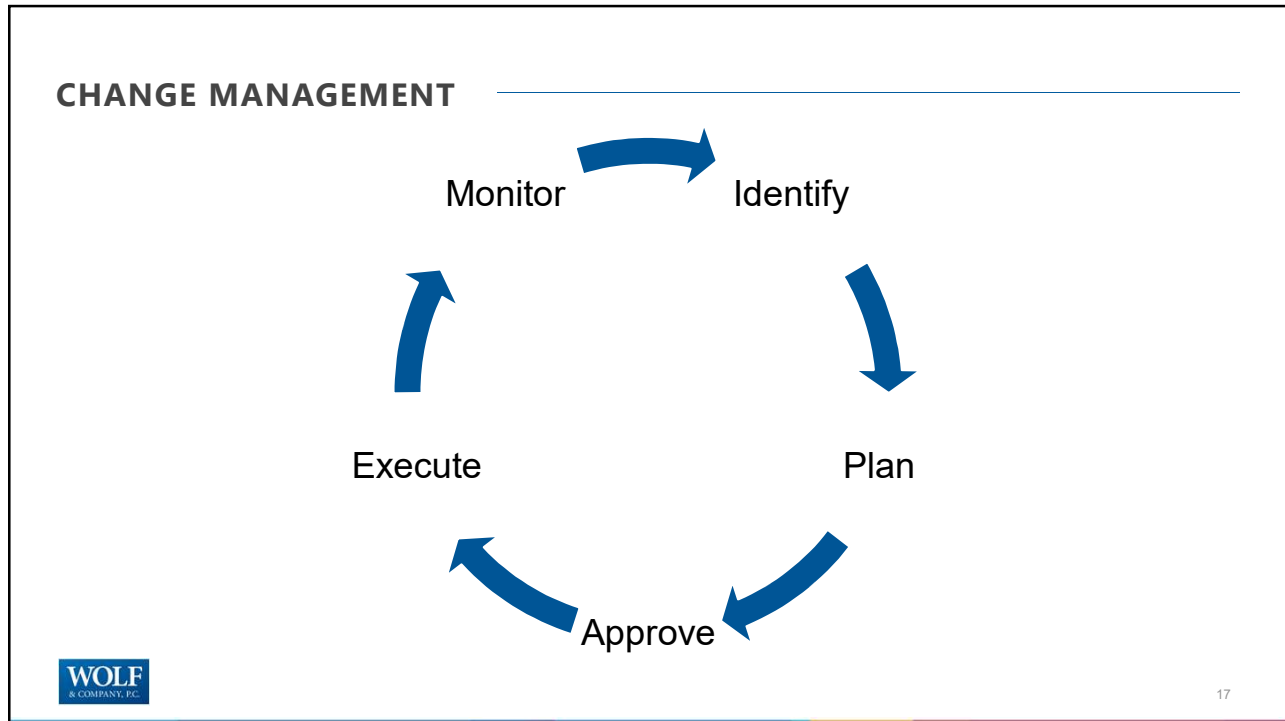 CHANGE MANAGEMENT
Monitor
Identify
Execute
Plan
Approve
WOLF
& COMPANY, P.C.
17